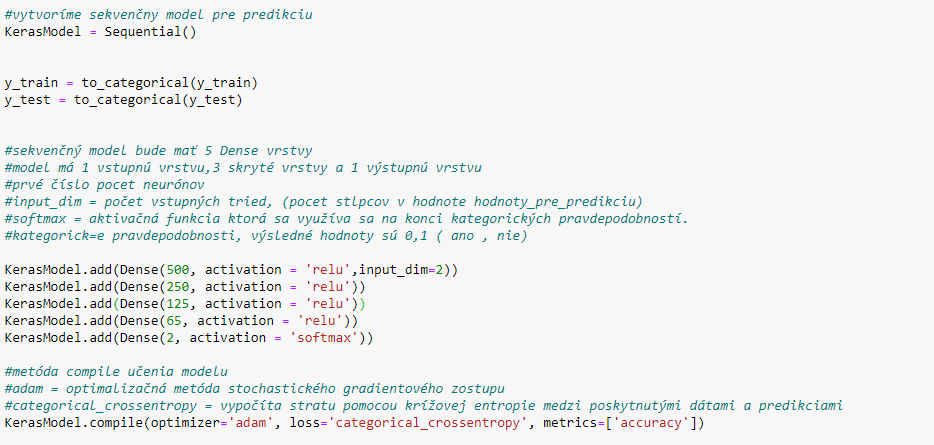 #vytvoríme sekvenčny model pre predikciu
KerasModel = Sequential()
y_train = to_categorical(y_train)
y_test = to_categorical(y_test)
#sekvenčný model bude mať 5 Dense vrstvy
#model má 1 vstupnú vrstvu,3 skryté vrstvy a 1 výstupnú vrstvu
#prvé číslo pocet neurónov
#input_dim = počet vstupných tried, (pocet stlpcov v hodnote hodnoty_pre_predikciu)
#softmax = aktivačná funkcia ktorá sa využíva sa na konci kategorických pravdepodobností.
#kategorick=e pravdepodobnosti, výsledné hodnoty sú 0,1 ( ano , nie)
KerasModel.add(Dense(500, activation = 'relu',input_dim=2))
KerasModel.add(Dense(250, activation = 'relu'))
KerasModel.add(Dense(125, activation = 'relu'))
KerasModel.add(Dense(65, activation = 'relu'))
KerasModel.add(Dense(2, activation = 'softmax'))
#metóda compile učenia modelu
#adam = optimalizačná metóda stochastického gradientového zostupu
#categorical_crossentropy = vypočíta stratu pomocou krížovej entropie medzi poskytnutými dátami a predikciami
KerasModel.compile(optimizer='adam', loss='categorical_crossentropy', metrics=['accuracy'])